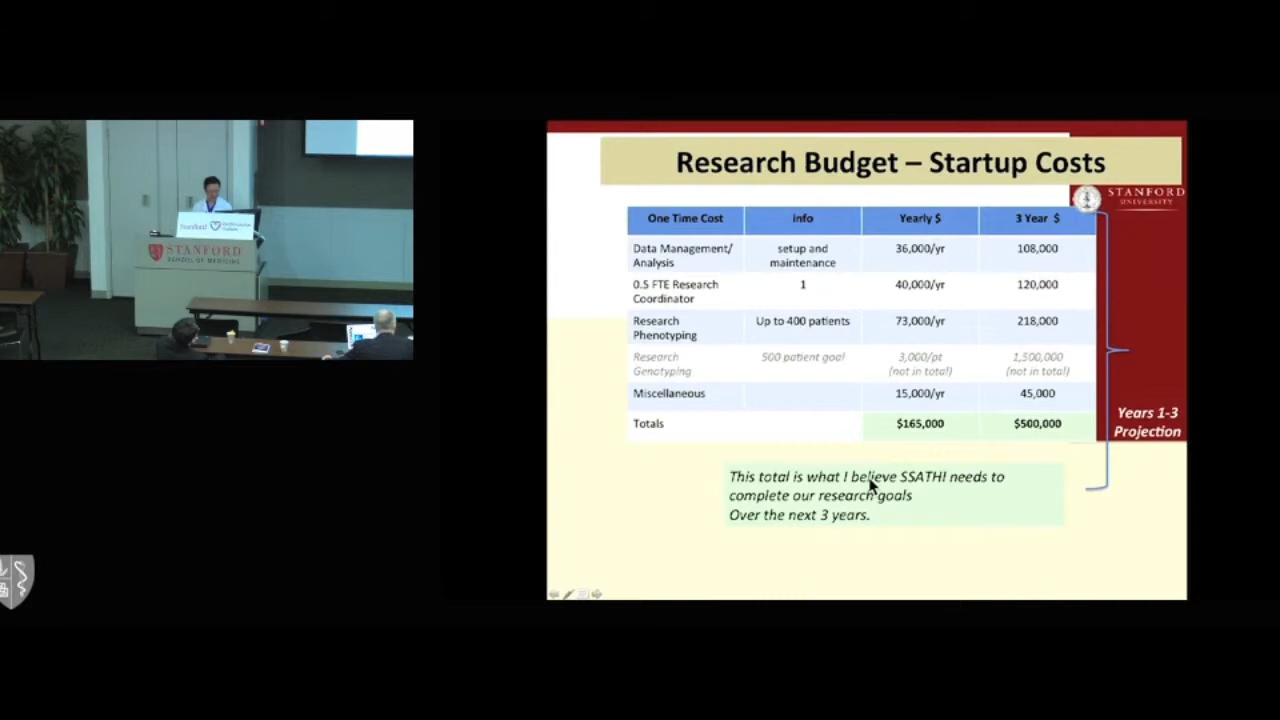 Research Budget – Startup Costs
STANFORD
UNIVERSITY
One Time Cost info Yearly $ 3 Year $
Data Management/ Analysis setup and maintenance 36,000/yr 108,000
0.5 FTE Research Coordinator 1 40,000/yr 120,000
Research Phenotyping Up to 400 patients 73,000/yr 218,000
Research Genotyping 500 patient goal 3,000/pt (not in total) 1,500,000 (not in total)
Miscellaneous 15,000/yr 45,000
Totals $165,000 $500,000
Years 1-3
Projection
This total is what I believe SSATHI needs to
complete our research goals
Over the next 3 years.
Stanford
STANFORD
SCHOOL OF MEDICINE